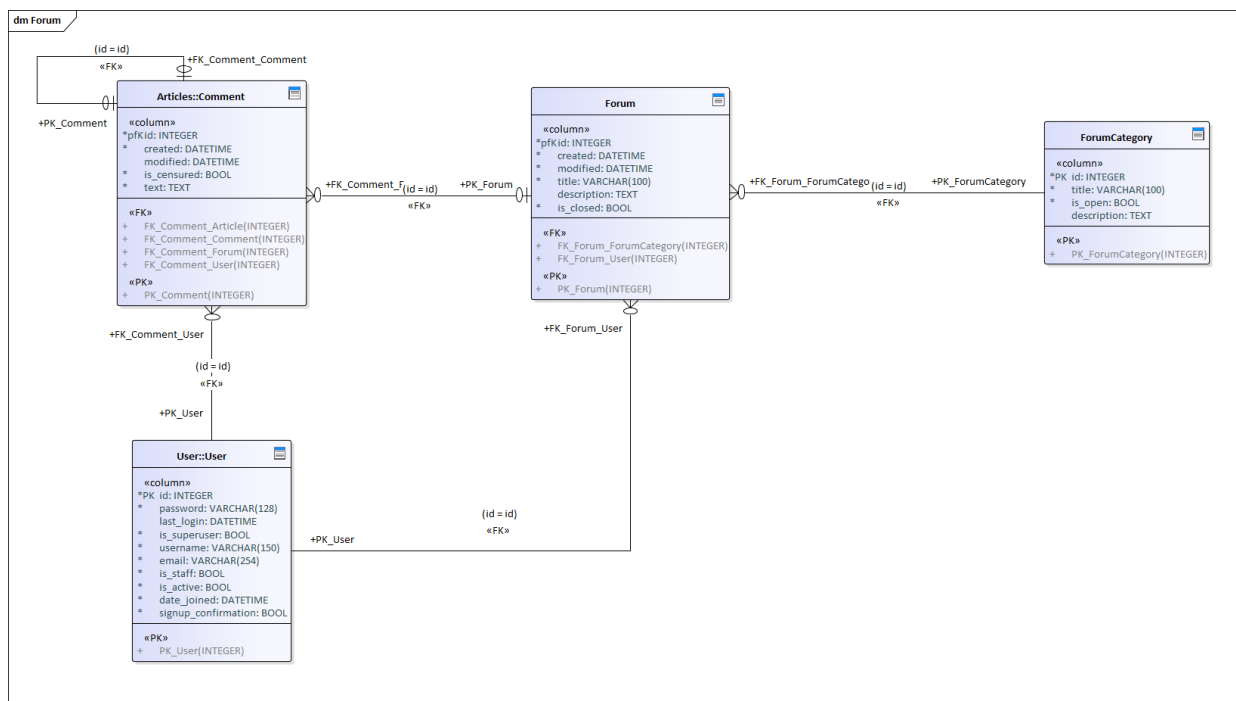 dm Forum
(id = id)
«FK»
+FK_Comment_Comment
+PK_Comment
Articles::Comment
«column»
*pfK id: INTEGER
* created: DATETIME
modified: DATETIME
* is_censured: BOOL
* text: TEXT
«FK»
+ FK_Comment_Article(INTEGER)
+ FK_Comment_Comment(INTEGER)
+ FK_Comment_Forum(INTEGER)
+ FK_Comment_User(INTEGER)
«PK»
+ PK_Comment(INTEGER)
+FK_Comment_F
(id = id)
«FK»
+PK_Forum
Forum
«column»
*pfK id: INTEGER
* created: DATETIME
* modified: DATETIME
* title: VARCHAR(100)
description: TEXT
* is_closed: BOOL
«FK»
+ FK_Forum_ForumCategory(INTEGER)
+ FK_Forum_User(INTEGER)
«PK»
+ PK_Forum(INTEGER)
+FK_Forum_ForumCatego
(id = id)
«FK»
+PK_ForumCategory
ForumCategory
«column»
*PK id: INTEGER
* title: VARCHAR(100)
* is_open: BOOL
description: TEXT
«PK»
+ PK_ForumCategory(INTEGER)
+FK_Comment_User
(id = id)
«FK»
+PK_User
+FK_Forum_User
(id = id)
«FK»
+PK_User
User::User
«column»
*PK id: INTEGER
* password: VARCHAR(128)
last_login: DATETIME
* is_superuser: BOOL
* username: VARCHAR(150)
* email: VARCHAR(254)
* is_staff: BOOL
* is_active: BOOL
* date_joined: DATETIME
* signup_confirmation: BOOL
«PK»
+ PK_User(INTEGER)